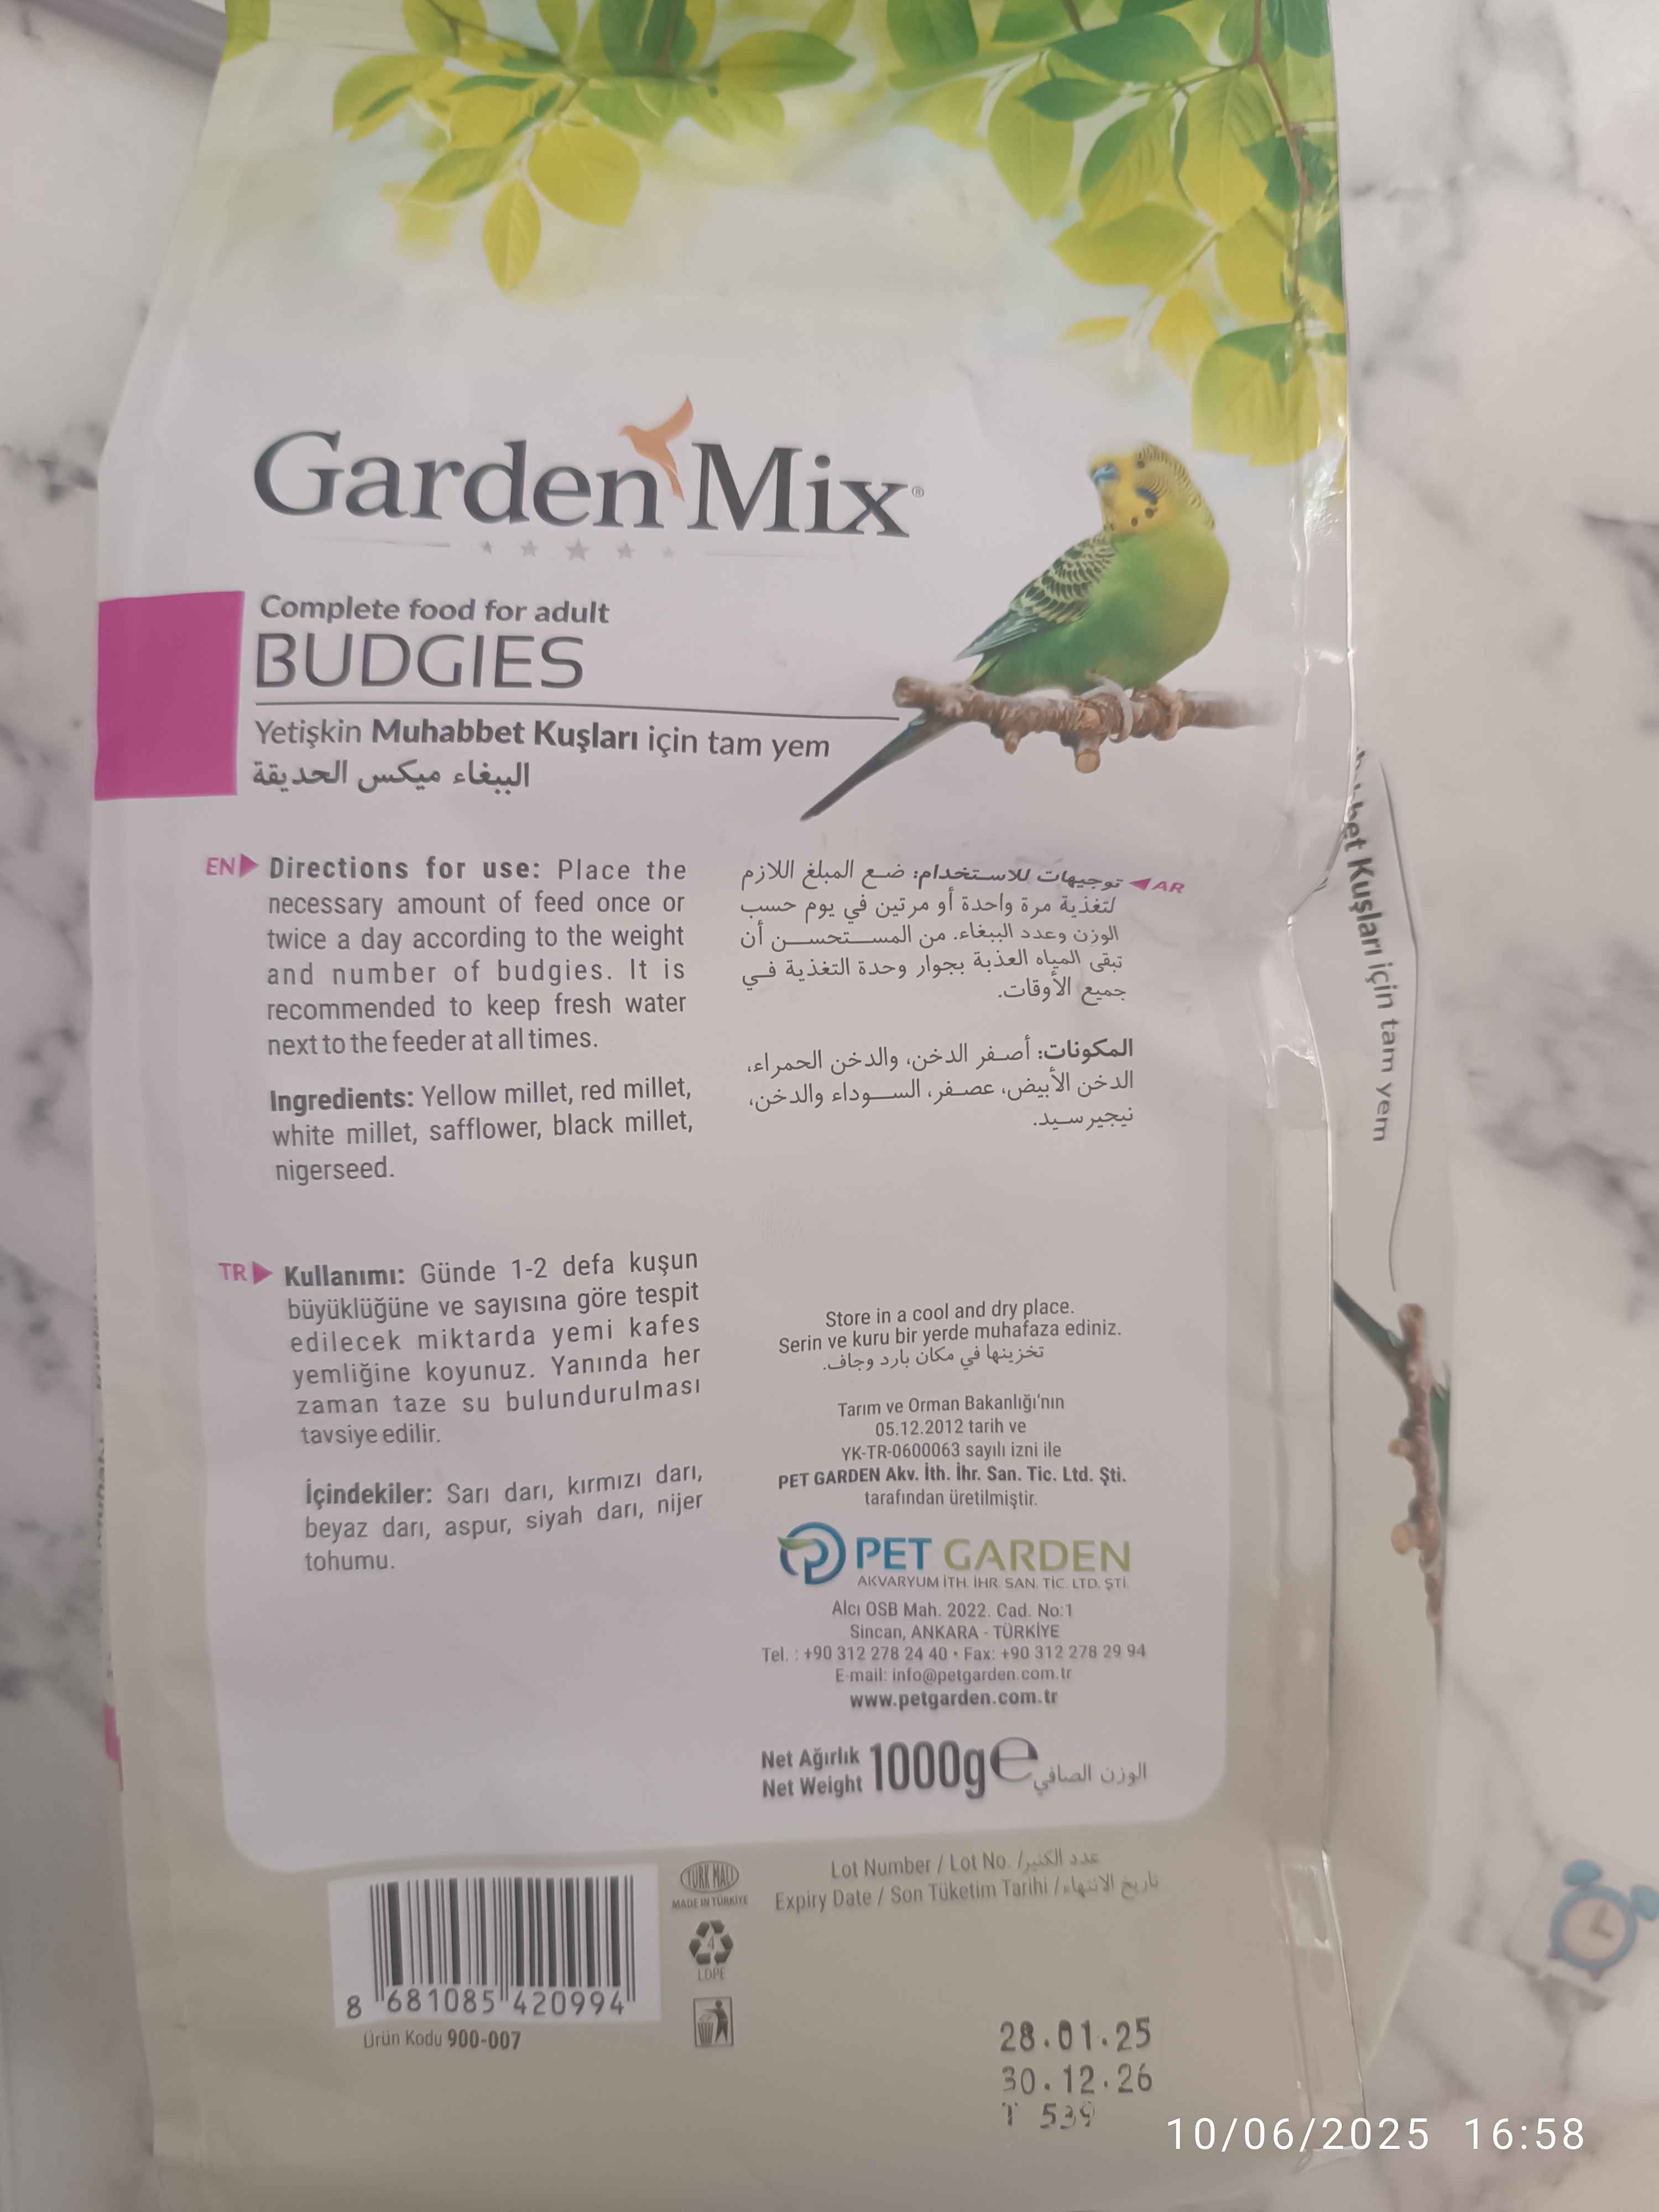 Garden Mix®
Complete food for adult
BUDGIES
Yetişkin Muhabbet Kuşları için tam yem
الببغاء ميكس الحديقة
EN Directions for use: Place the
necessary amount of feed once or
twice a day according to the weight
and number of budgies. It is
recommended to keep fresh water
next to the feeder at all times.
Ingredients: Yellow millet, red millet,
white millet, safflower, black millet,
nigerseed.
AR توجيهات للاستخدام: ضع المبلغ اللازم
لتغذية مرة واحدة أو مرتين في يوم حسب
الوزن وعدد الببغاء. من المستحسن أن
تبقى المياه العذبة بجوار وحدة التغذية في
جميع الأوقات.
المكونات: أصفر الدخن، والدخن الحمراء،
الدخن الأبيض، عصفر، السوداء والدخن،
نيجيرسيد.
TR Kullanımı: Günde 1-2 defa kuşun
büyüklüğüne ve sayısına göre tespit
edilecek miktarda yemi kafes
yemliğine koyunuz. Yanında her
zaman taze su bulundurulması
tavsiye edilir.
İçindekiler: Sarı darı, kırmızı darı,
beyaz darı, aspur, siyah darı, nijer
tohumu.
Store in a cool and dry place.
Serin ve kuru bir yerde muhafaza ediniz.
تخزينها في مكان بارد وجاف.
Tarım ve Orman Bakanlığı'nın
05.12.2012 tarih ve
YK-TR-0600063 sayılı izni ile
PET GARDEN Akv. İth. İhr. San. Tic. Ltd. Şti.
tarafından üretilmiştir.
PET GARDEN
AKVARYUM İTH. İHR. SAN. TİC. LTD. ŞTİ.
Alcı OSB Mah. 2022. Cad. No:1
Sincan, ANKARA - TÜRKİYE
Tel. : +90 312 278 24 40 • Fax: +90 312 278 29 94
E-mail: info@petgarden.com.tr
www.petgarden.com.tr
Net Ağırlık
Net Weight 1000g ℮ الوزن الصافي
Lot Number / Lot No. / عدد الكثير
Expiry Date / Son Tüketim Tarihi / تاريخ الانتهاء
TÜRK MALI
MADE IN TÜRKİYE
4
LDPE
8 681085 420994
Ürün Kodu 900-007
28.01.25
30.12.26
T 539
Kuşları için tam yem
10/06/2025 16:58